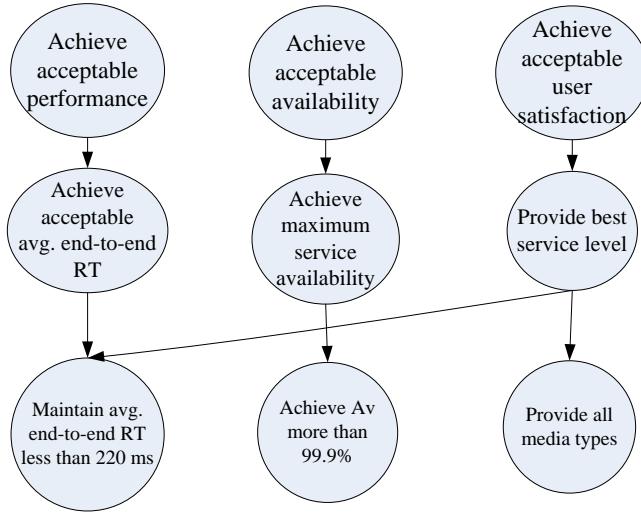 Achieve
acceptable
performance
Achieve
acceptable
availability
Achieve
acceptable
user
satisfaction
Achieve
acceptable
avg. end-to-end
RT
Achieve
maximum
service
availability
Provide best
service level
Maintain avg.
end-to-end RT
less than 220 ms
Achieve Av
more than
99.9%
Provide all
media types